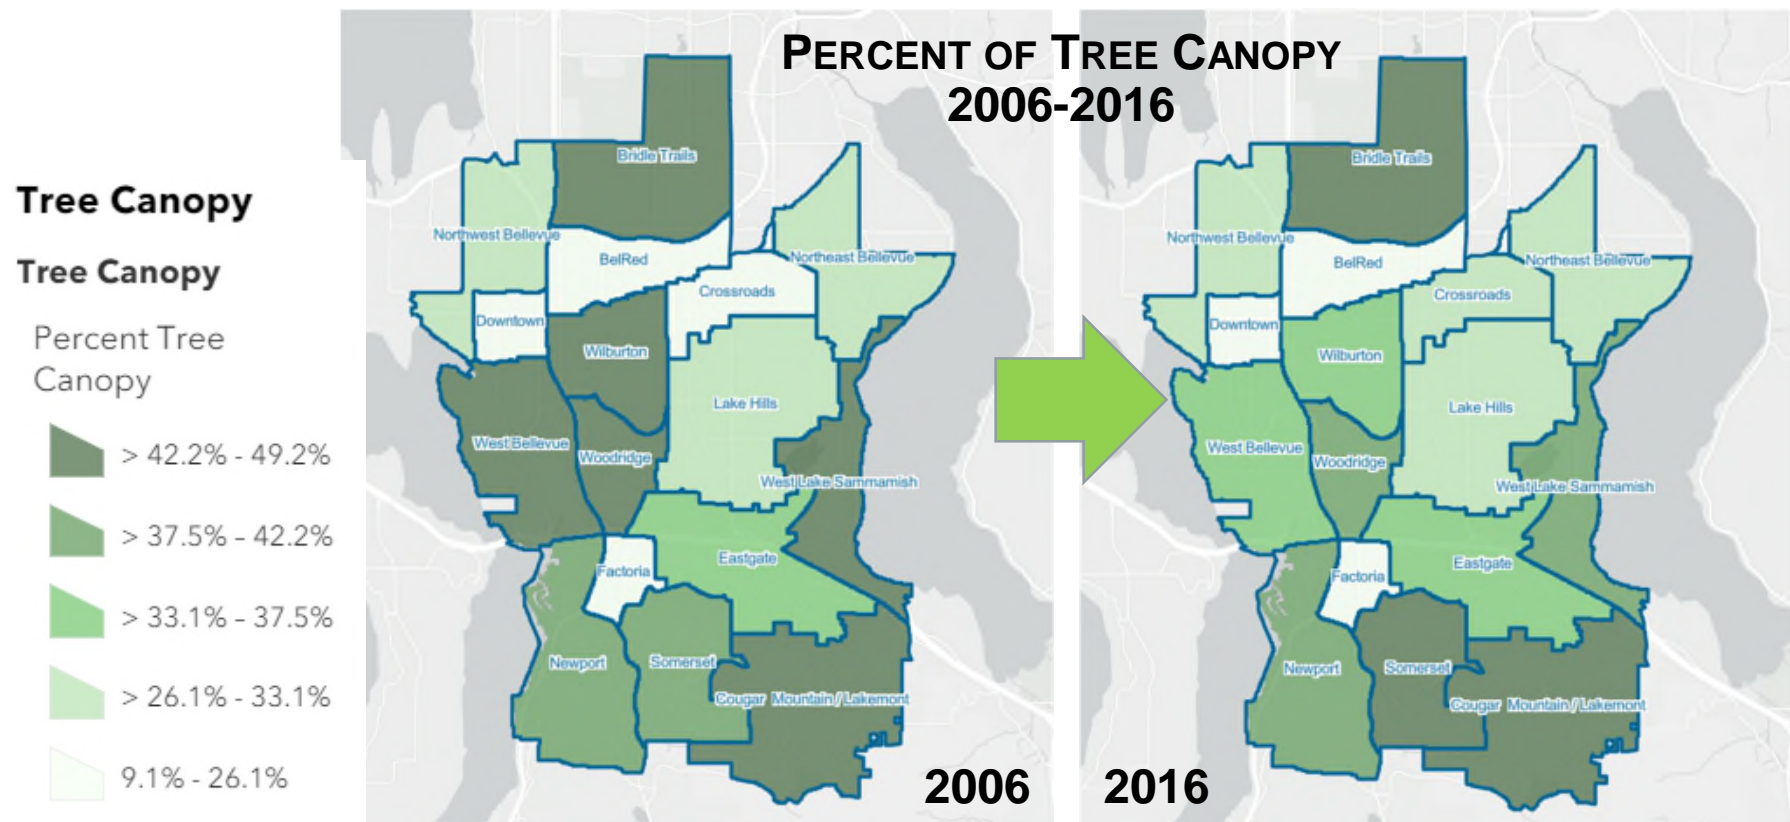 PERCENT OF TREE CANOPY
2006-2016
Tree Canopy
Tree Canopy
Percent Tree
Canopy
> 42.2% - 49.2%
> 37.5% - 42.2%
> 33.1% - 37.5%
> 26.1% - 33.1%
9.1% - 26.1%
Bridle Trails
Northwest Bellevue
BelRed
Northeast Bellevue
Crossroads
Downtown
Wilburton
Lake Hills
West Bellevue
Woodridge
West Lake Sammamish
Eastgate
Factoria
Newport
Somerset
Cougar Mountain / Lakemont
2006
Bridle Trails
Northwest Bellevue
BelRed
Northeast Bellevue
Crossroads
Downtown
Wilburton
Lake Hills
West Bellevue
Woodridge
West Lake Sammamish
Eastgate
Factoria
Newport
Somerset
Cougar Mountain / Lakemont
2016